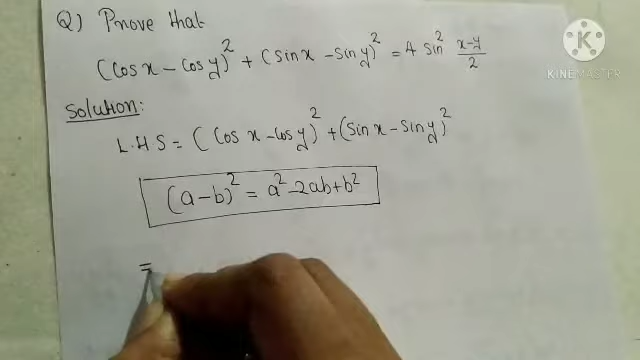 Q) Prove that
(Cos x - Cos y)² + (Sin x - Sin y)² = 4 Sin² x-y/2
Solution:
L.H S = (Cos x - Cos y)² + (Sin x - Sin y)²
(a - b)² = a² - 2ab + b²
=
KINEMASTER